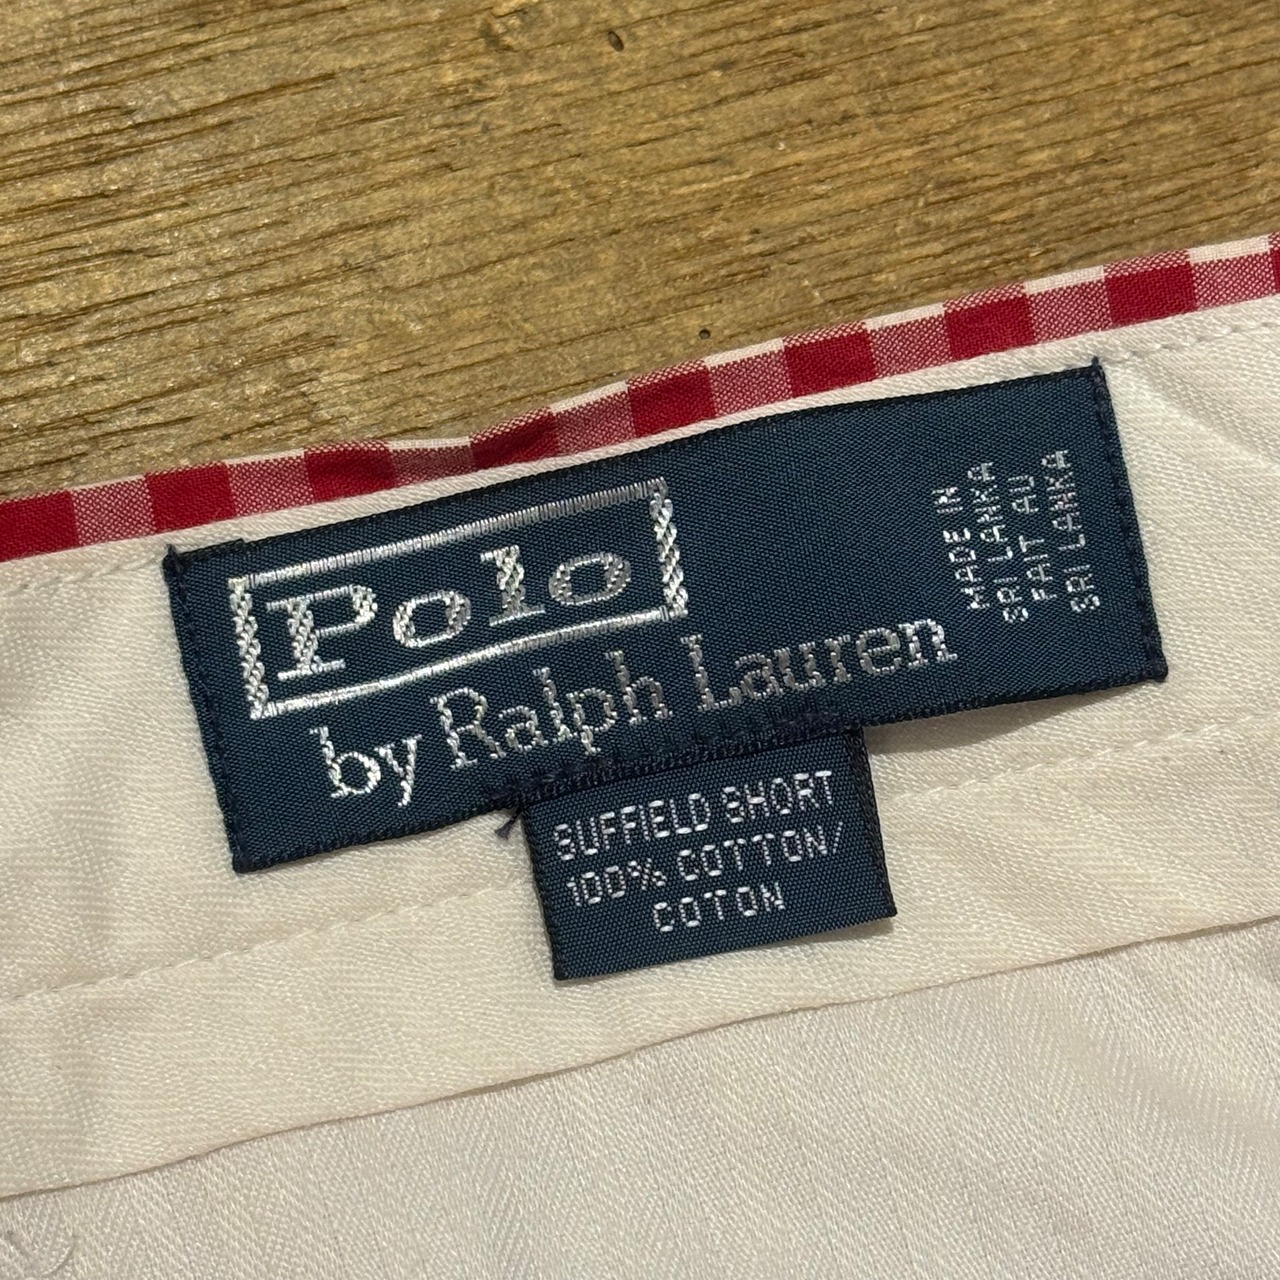 Polo
by Ralph Lauren
MADE IN
SRI LANKA
FAIT AU
SRI LANKA
SUFFIELD SHORT
100% COTTON/
COTON